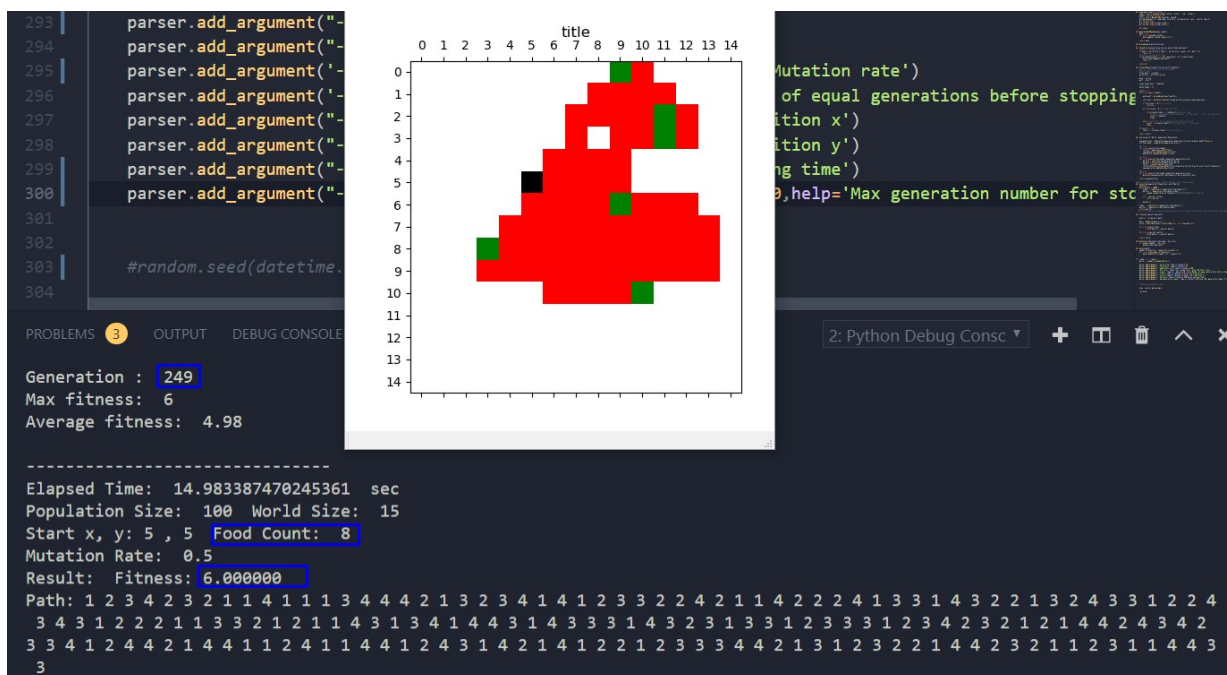 293 parser.add_argument("-
294 parser.add_argument("-
295 parser.add_argument('- Mutation rate')
296 parser.add_argument('- of equal generations before stopping
297 parser.add_argument("- ition x')
298 parser.add_argument("- ition y')
299 parser.add_argument("- ng time')
300 parser.add_argument("- 0,help='Max generation number for sto
301
302
303 #random.seed(datetime.
304
title
0 1 2 3 4 5 6 7 8 9 10 11 12 13 14
0
1
2
3
4
5
6
7
8
9
10
11
12
13
14
PROBLEMS 3 OUTPUT DEBUG CONSOLE 2: Python Debug Consc
Generation : 249
Max fitness: 6
Average fitness: 4.98
-------------------------------
Elapsed Time: 14.983387470245361 sec
Population Size: 100 World Size: 15
Start x, y: 5 , 5 Food Count: 8
Mutation Rate: 0.5
Result: Fitness: 6.000000
Path: 1 2 3 4 2 3 2 1 1 4 1 1 1 3 4 4 4 2 1 3 2 3 4 1 4 1 2 3 3 2 2 4 2 1 1 4 2 2 2 4 1 3 3 1 4 3 2 2 1 3 2 4 3 3 1 2 2 4
3 4 3 1 2 2 2 1 1 3 3 2 1 2 1 1 4 3 1 3 4 1 4 4 3 1 4 3 3 3 1 4 3 2 3 1 3 3 1 2 3 3 3 1 2 3 4 2 3 2 1 2 1 4 4 2 4 3 4 2
3 3 4 1 2 4 4 2 1 4 4 1 1 2 4 1 1 4 4 1 2 4 3 1 4 2 1 4 1 2 2 1 2 3 3 3 4 4 2 1 3 1 2 3 2 2 1 4 4 2 3 2 1 1 2 3 1 1 4 4 3
3